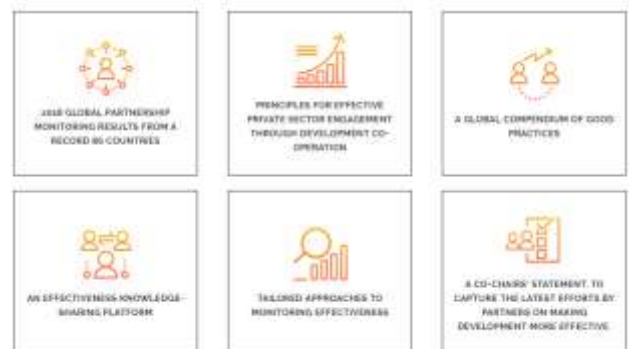 2018 GLOBAL PARTNERSHIP
MONITORING RESULTS FROM A
RECORD 86 COUNTRIES
PRINCIPLES FOR EFFECTIVE
PRIVATE SECTOR ENGAGEMENT
THROUGH DEVELOPMENT CO-
OPERATION
A GLOBAL COMPENDIUM OF GOOD
PRACTICES
AN EFFECTIVENESS KNOWLEDGE-
SHARING PLATFORM
TAILORED APPROACHES TO
MONITORING EFFECTIVENESS
A CO-CHAIRS' STATEMENT, TO
CAPTURE THE LATEST EFFORTS BY
PARTNERS ON MAKING
DEVELOPMENT MORE EFFECTIVE